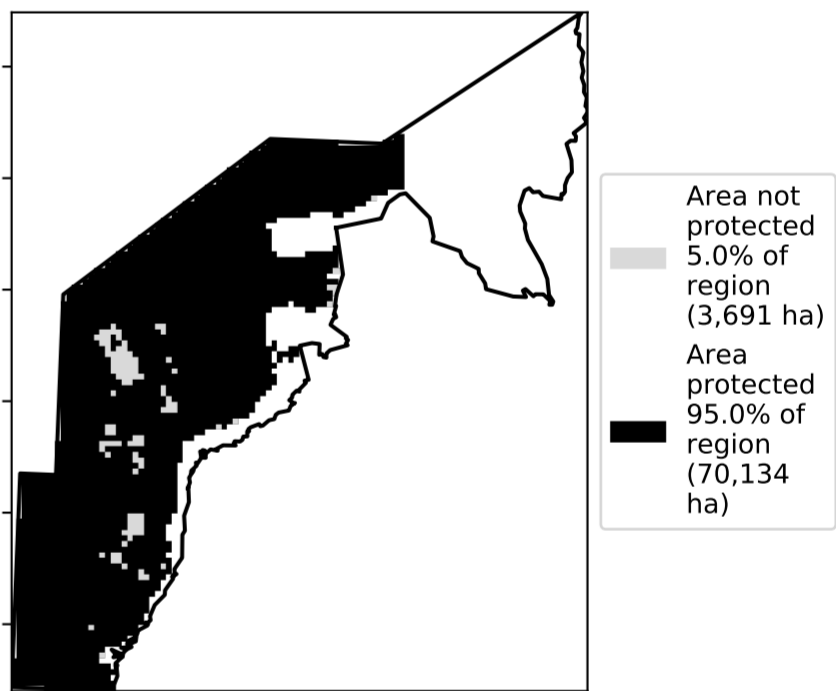 Area not
protected
5.0% of
region
(3,691 ha)
Area
protected
95.0% of
region
(70,134
ha)